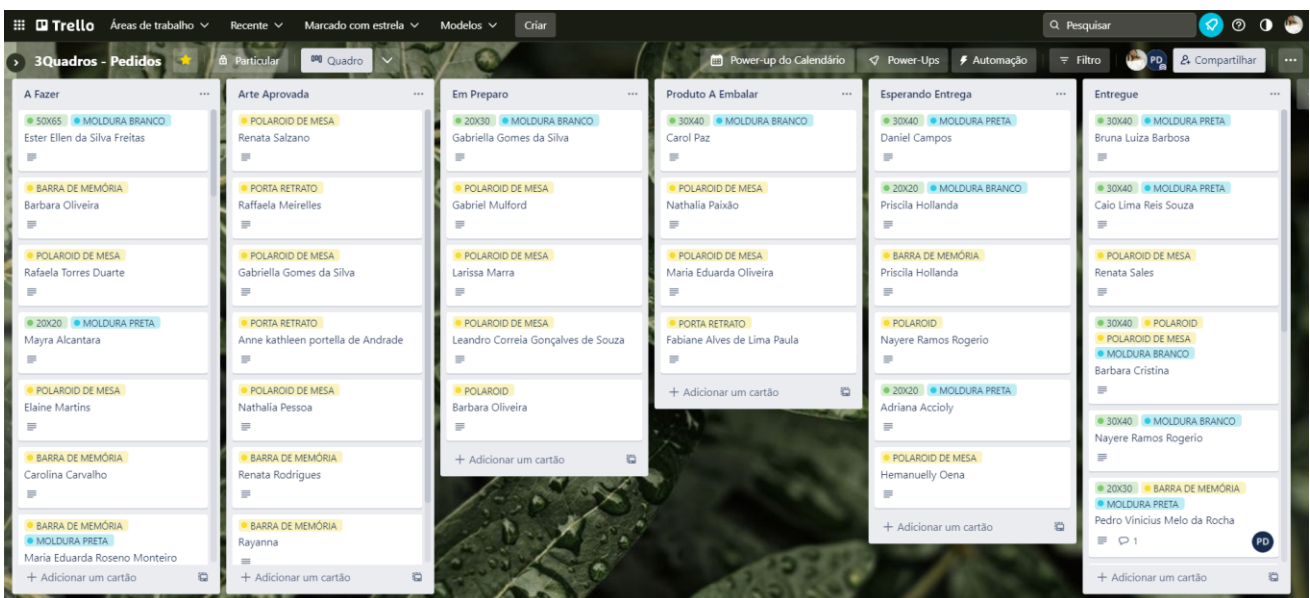 Trello Áreas de trabalho Recente Marcado com estrela Modelos Criar Pesquisar
3Quadros - Pedidos Particular Quadro Power-up do Calendário Power-Ups Automação Filtro PD Compartilhar
A Fazer
50X65 MOLDURA BRANCO
Ester Ellen da Silva Freitas
BARRA DE MEMÓRIA
Barbara Oliveira
POLAROID DE MESA
Rafaela Torres Duarte
20X20 MOLDURA PRETA
Mayra Alcantara
POLAROID DE MESA
Elaine Martins
BARRA DE MEMÓRIA
Carolina Carvalho
BARRA DE MEMÓRIA
MOLDURA PRETA
Maria Eduarda Roseno Monteiro
+ Adicionar um cartão
Arte Aprovada
POLAROID DE MESA
Renata Salzano
PORTA RETRATO
Raffaela Meirelles
POLAROID DE MESA
Gabriella Gomes da Silva
PORTA RETRATO
Anne kathleen portella de Andrade
POLAROID DE MESA
Nathalia Pessoa
BARRA DE MEMÓRIA
Renata Rodrigues
BARRA DE MEMÓRIA
Rayanna
+ Adicionar um cartão
Em Preparo
20X30 MOLDURA BRANCO
Gabriella Gomes da Silva
POLAROID DE MESA
Gabriel Mulford
POLAROID DE MESA
Larissa Marra
POLAROID DE MESA
Leandro Correia Gonçalves de Souza
POLAROID
Barbara Oliveira
+ Adicionar um cartão
Produto A Embalar
30X40 MOLDURA BRANCO
Carol Paz
POLAROID DE MESA
Nathalia Paixão
POLAROID DE MESA
Maria Eduarda Oliveira
PORTA RETRATO
Fabiane Alves de Lima Paula
+ Adicionar um cartão
Esperando Entrega
30X40 MOLDURA PRETA
Daniel Campos
20X20 MOLDURA BRANCO
Priscila Hollanda
BARRA DE MEMÓRIA
Priscila Hollanda
POLAROID
Nayere Ramos Rogerio
20X20 MOLDURA PRETA
Adriana Accioly
POLAROID DE MESA
Hemanuelly Oena
+ Adicionar um cartão
Entregue
30X40 MOLDURA PRETA
Bruna Luiza Barbosa
30X40 MOLDURA PRETA
Caio Lima Reis Souza
POLAROID DE MESA
Renata Sales
30X40 POLAROID
POLAROID DE MESA
MOLDURA BRANCO
Barbara Cristina
30X40 MOLDURA BRANCO
Nayere Ramos Rogerio
20X30 BARRA DE MEMÓRIA
MOLDURA PRETA
Pedro Vinicius Melo da Rocha
1 PD
+ Adicionar um cartão